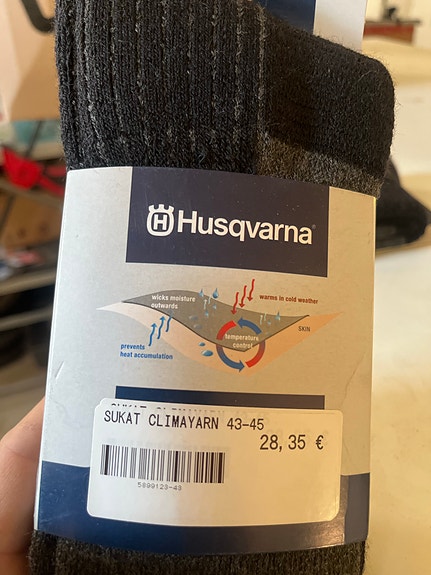 Husqvarna
wicks moisture
outwards
warms in cold weather
SKIN
temperature
control
prevents
heat accumulation
SUKAT CLIMAYARN 43-45
28,35 €
5899123-43